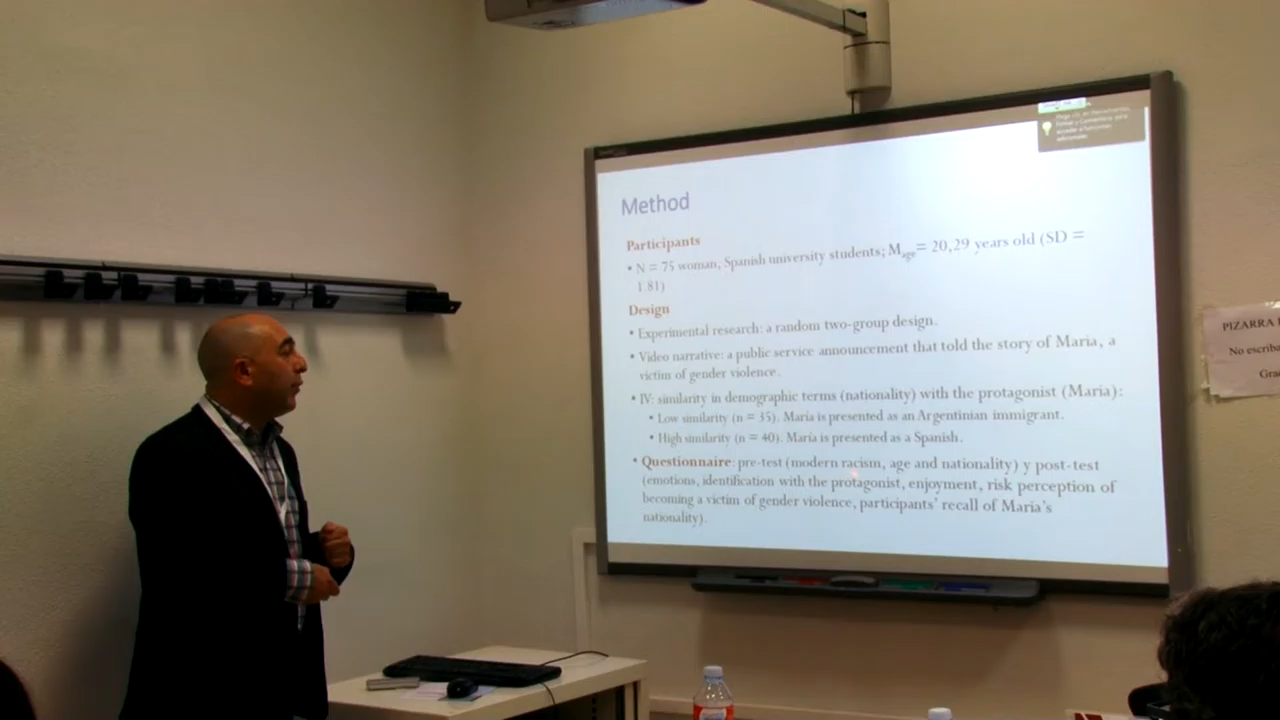 Method
Participants
• N = 75 woman, Spanish university students; Mage= 20,29 years old (SD =
1.81)
Design
• Experimental research: a random two-group design.
• Video narrative: a public service announcement that told the story of Maria, a
victim of gender violence.
• IV: similarity in demographic terms (nationality) with the protagonist (Maria):
• Low similarity (n = 35). María is presented as an Argentinian immigrant.
• High similarity (n = 40). María is presented as a Spanish.
• Questionnaire: pre-test (modern racism, age and nationality) y post-test
(emotions, identification with the protagonist, enjoyment, risk perception of
becoming a victim of gender violence, participants' recall of María's
nationality).
PIZARRA
No escriba
Gra